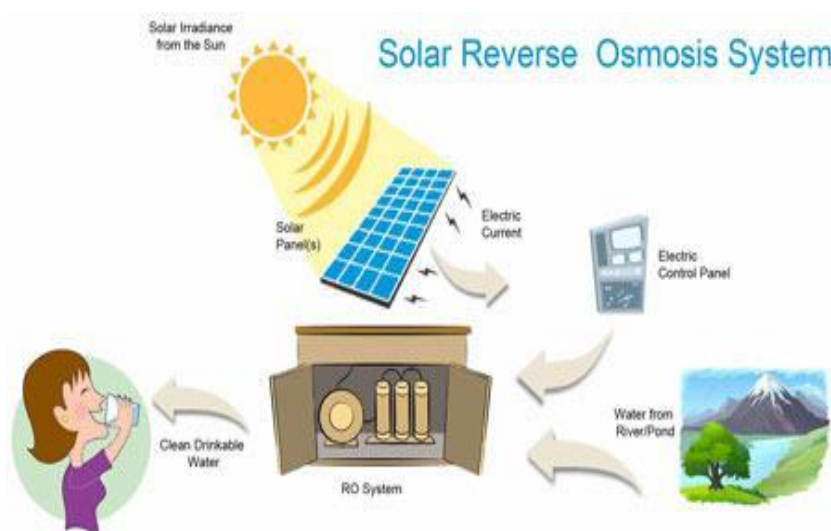 Solar Irradiance
from the Sun
Solar Reverse Osmosis System
Solar
Panel(s)
Electric
Current
Electric
Control Panel
Clean Drinkable
Water
RO System
Water from
River/Pond